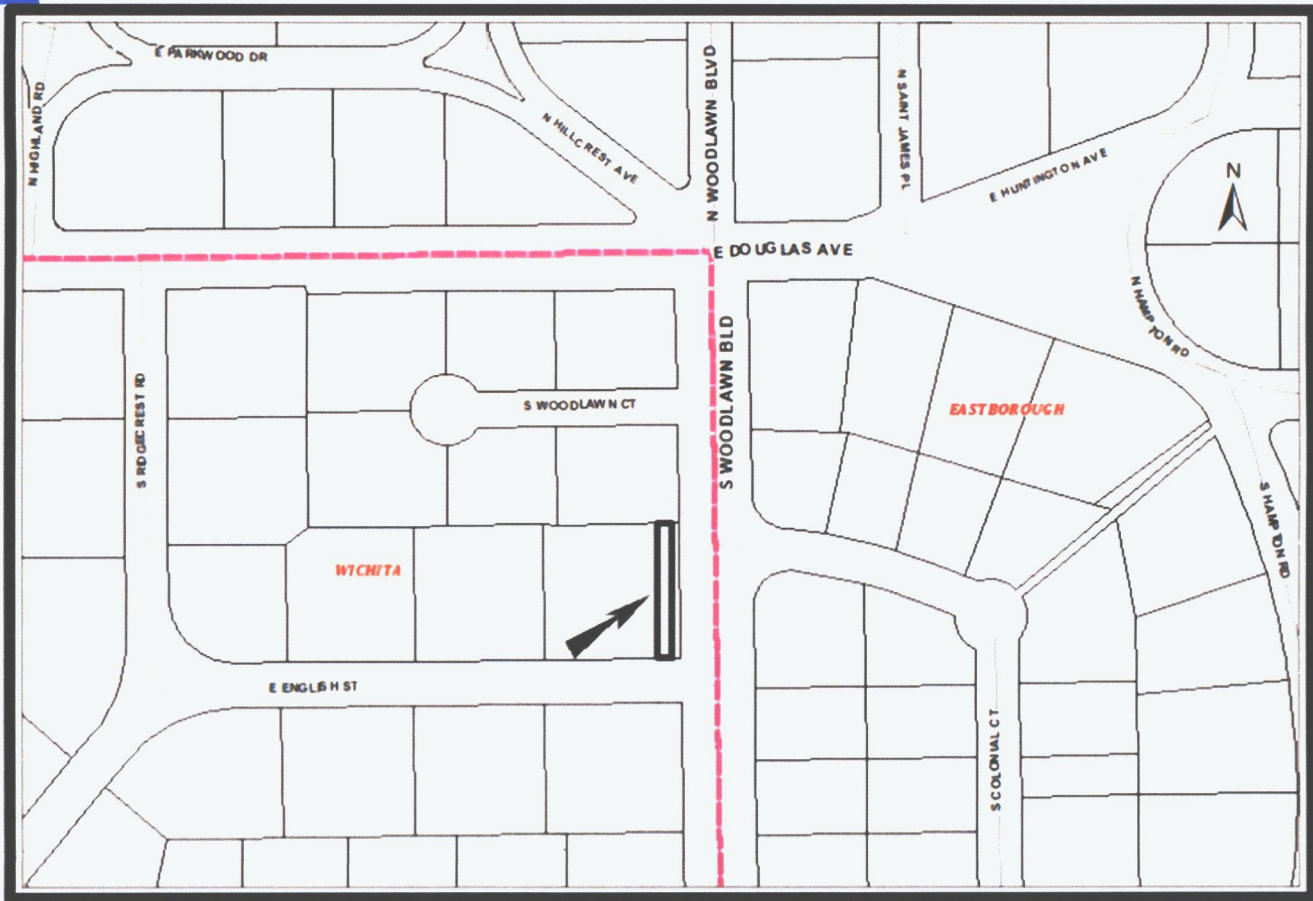 E PARKWOOD DR
N HIGHLAND RD
N HILLCREST AVE
N WOODLAWN BLVD
N SAINT JAMES PL
E HUNTINGTON AVE
N
E DOUGLAS AVE
N HAMPTON RD
S RIDGECREST RD
S WOODLAWN CT
S WOODLAWN BLD
EASTBOROUGH
S HAMPTON RD
WICHITA
E ENGLISH ST
S COLONIAL CT